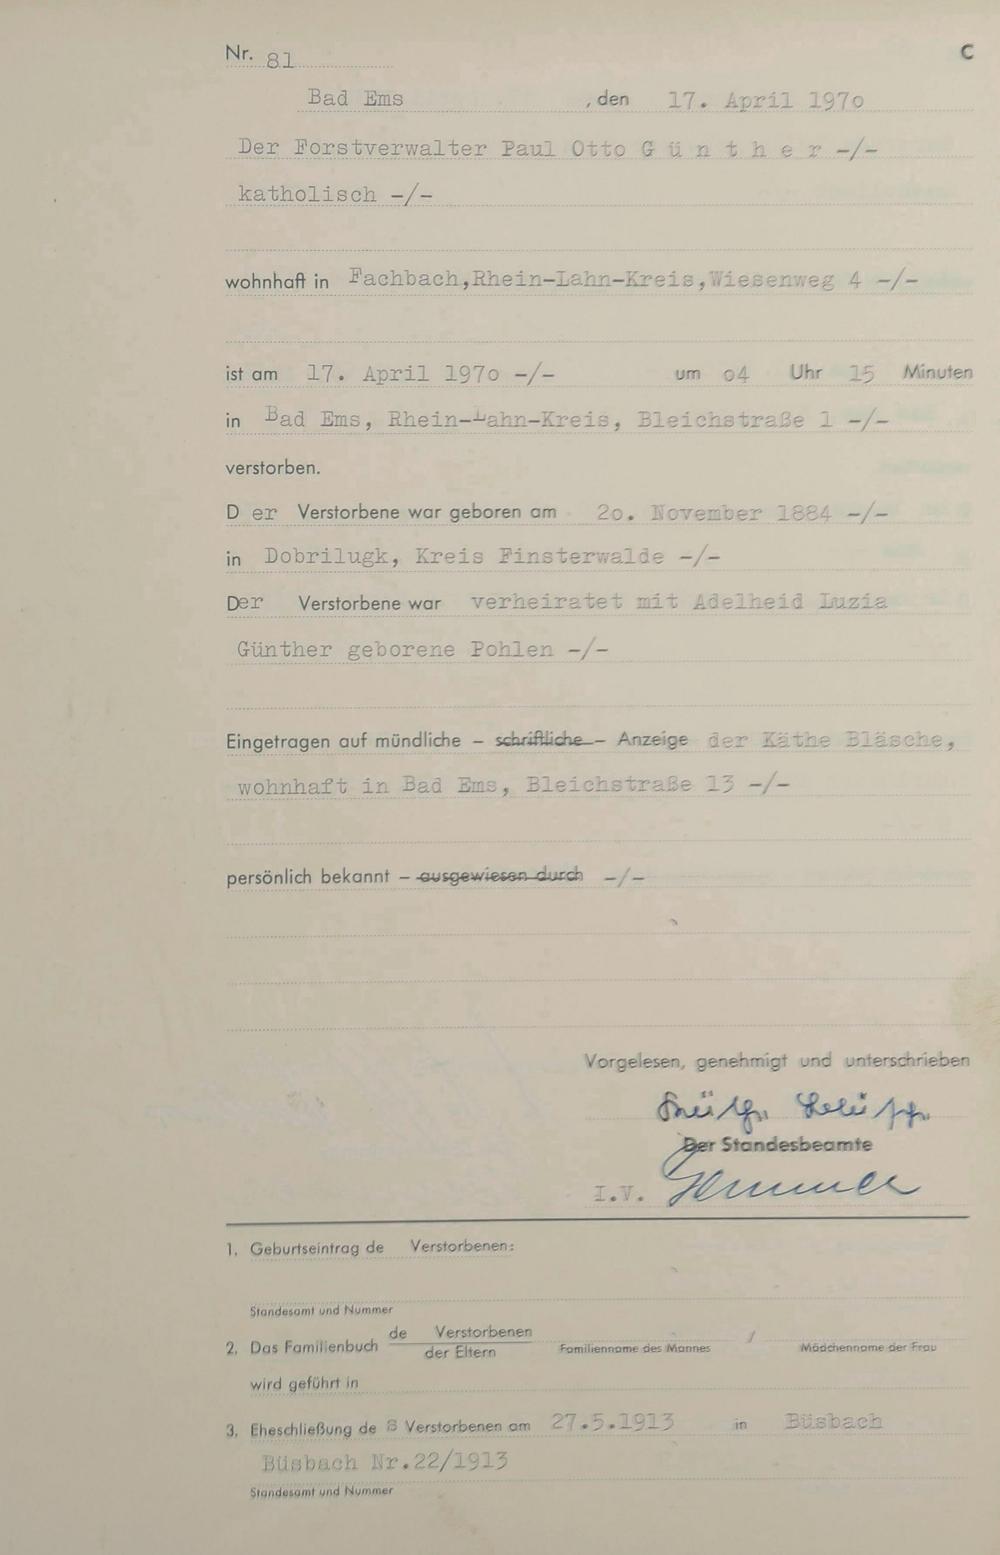 Nr. 81 C
Bad Ems , den 17. April 197o
Der Forstverwalter Paul Otto G ü n t h e r -/-
katholisch -/-
wohnhaft in Fachbach,Rhein-Lahn-Kreis,Wiesenweg 4 -/-
ist am 17. April 197o -/- um o4 Uhr 15 Minuten
in Bad Ems, Rhein-Lahn-Kreis, Bleichstraße 1 -/-
verstorben.
D er Verstorbene war geboren am 2o. November 1884 -/-
in Dobrilugk, Kreis Finsterwalde -/-
Der Verstorbene war verheiratet mit Adelheid Luzia
Günther geborene Pohlen -/-
Eingetragen auf mündliche – schriftliche – Anzeige der Käthe Bläsche,
wohnhaft in Bad Ems, Bleichstraße 13 -/-
persönlich bekannt – ausgewiesen durch -/-
Vorgelesen, genehmigt und unterschrieben
Der Standesbeamte
I.V.
1. Geburtseintrag de Verstorbenen:
Standesamt und Nummer
2. Das Familienbuch de Verstorbenen / der Eltern Familienname des Mannes / Mädchenname der Frau
wird geführt in
3. Eheschließung de s Verstorbenen am 27.5.1913 in Büsbach
Büsbach Nr.22/1913
Standesamt und Nummer